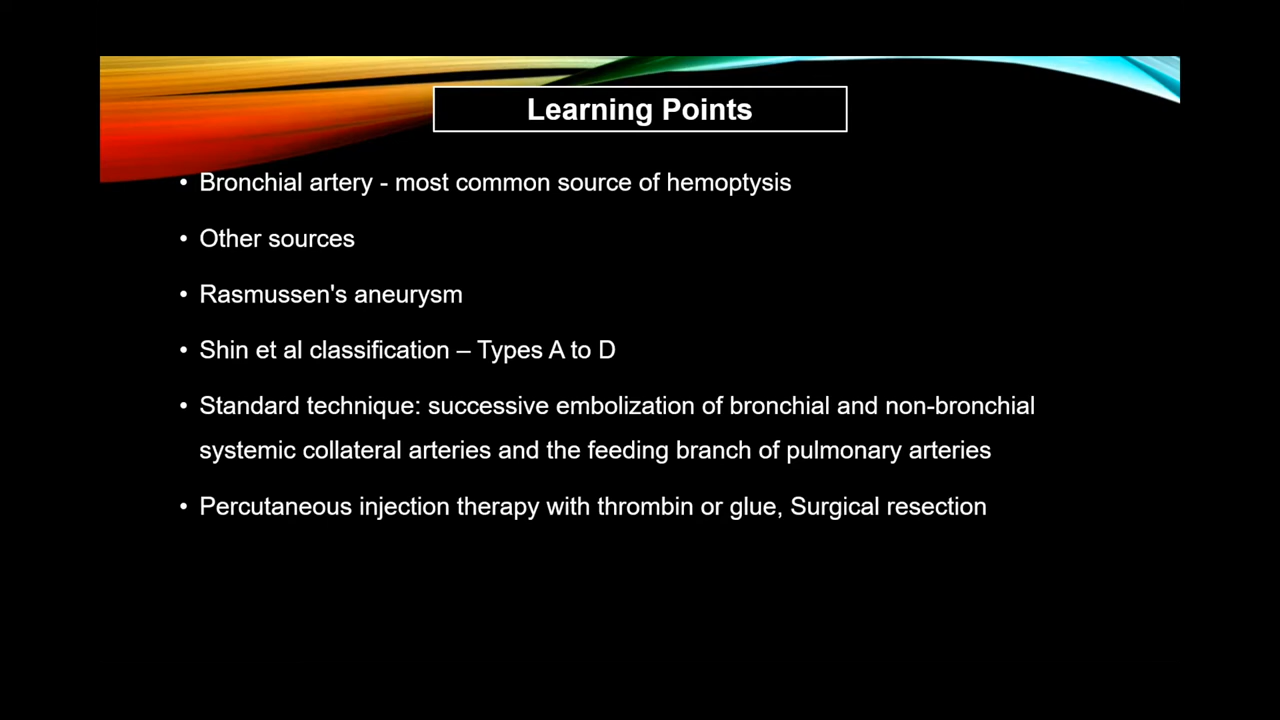 Learning Points
• Bronchial artery - most common source of hemoptysis
• Other sources
• Rasmussen's aneurysm
• Shin et al classification – Types A to D
• Standard technique: successive embolization of bronchial and non-bronchial
systemic collateral arteries and the feeding branch of pulmonary arteries
• Percutaneous injection therapy with thrombin or glue, Surgical resection